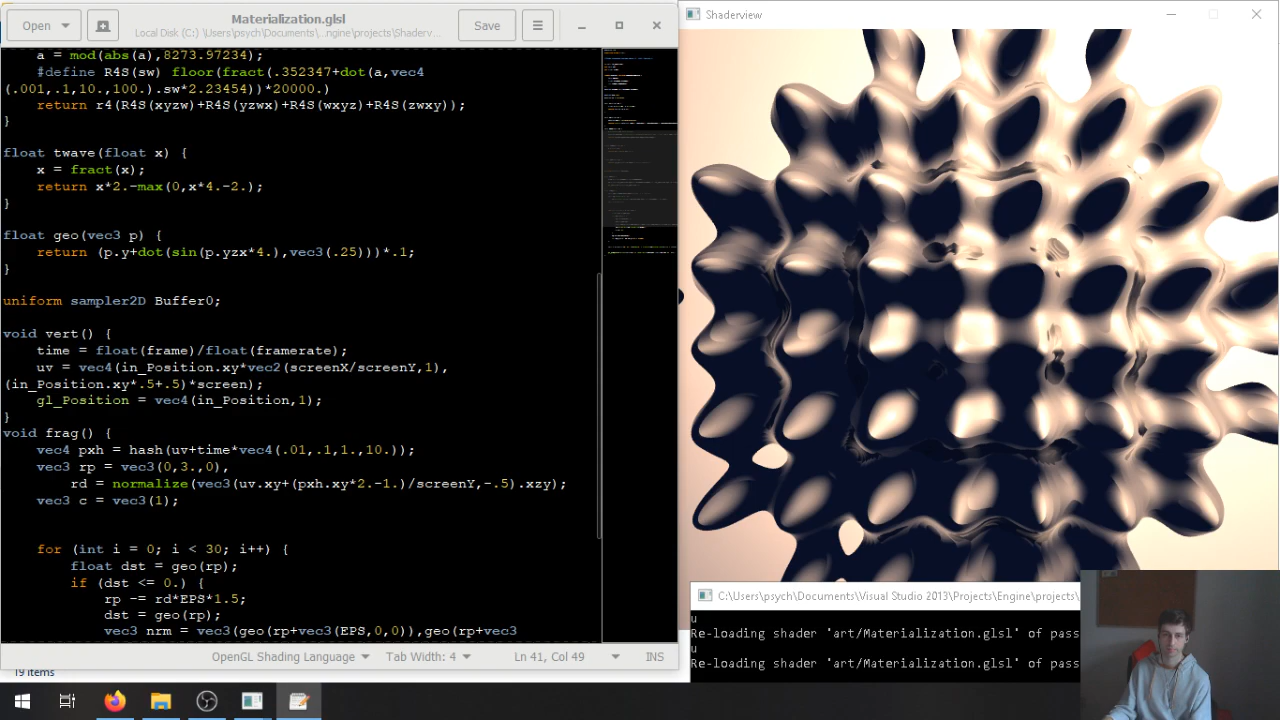 Open
Materialization.glsl
Local Disk (C:) \Users\psych\Documents\...ngine\projects\Shaderv...
Save
Shaderview
a = mod(abs(a),8273.97234);
#define R4S(sw) floor(fract(.352347+dot(a,vec4
(.001,.1,10.,100.).sw*2.23454))*20000.)
return r4(R4S(xyzw)+R4S(yzwx)+R4S(wxyz)+R4S(zwxy));
}
float twave(float x) {
x = fract(x);
return x*2.-max(0,x*4.-2.);
}
float geo(vec3 p) {
return (p.y+dot(sin(p.yzx*4.),vec3(.25)))*.1;
}
uniform sampler2D Buffer0;
void vert() {
time = float(frame)/float(framerate);
uv = vec4(in_Position.xy*vec2(screenX/screenY,1),
(in_Position.xy*.5+.5)*screen);
gl_Position = vec4(in_Position,1);
}
void frag() {
vec4 pxh = hash(uv+time*vec4(.01,.1,1.,10.));
vec3 rp = vec3(0,3.,0),
rd = normalize(vec3(uv.xy+(pxh.xy*2.-1.)/screenY,-.5).xzy);
vec3 c = vec3(1);
for (int i = 0; i < 30; i++) {
float dst = geo(rp);
if (dst <= 0.) {
rp -= rd*EPS*1.5;
dst = geo(rp);
vec3 nrm = vec3(geo(rp+vec3(EPS,0,0)),geo(rp+vec3
OpenGL Shading Language
Tab Width: 4
Ln 41, Col 49
INS
19 items
C:\Users\psych\Documents\Visual Studio 2013\Projects\Engine\projects\
u
Re-loading shader 'art/Materialization.glsl' of pass
u
Re-loading shader 'art/Materialization.glsl' of pass